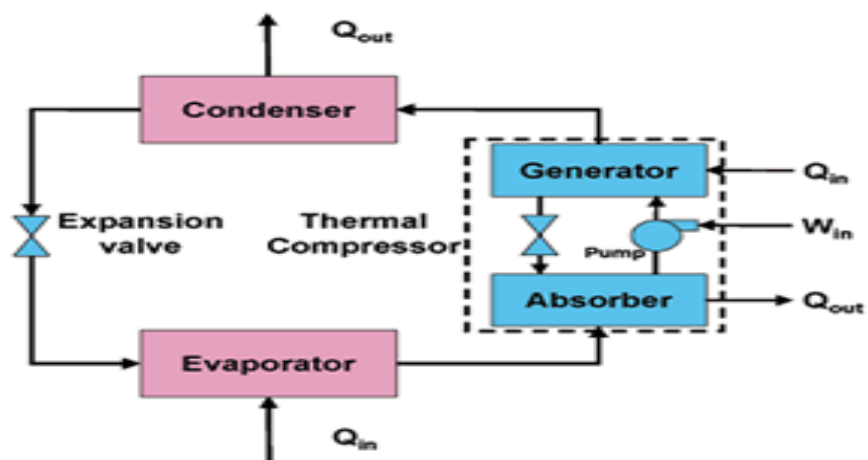 Qout
Condenser
Generator
Qin
Expansion
valve
Thermal
Compressor
Win
Pump
Absorber
Qout
Evaporator
Qin